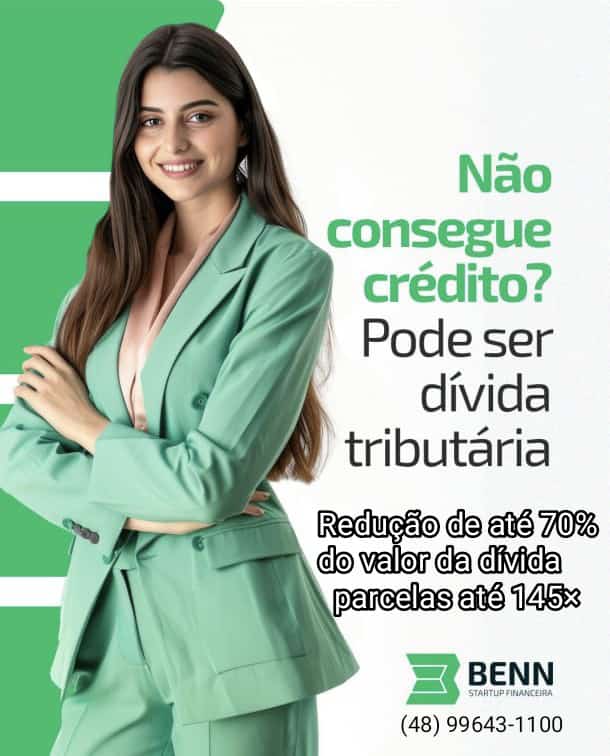 Não
consegue
crédito?
Pode ser
dívida
tributária
Redução de até 70%
do valor da dívida
parcelas até 145×
BENN
STARTUP FINANCEIRA
(48) 99643-1100